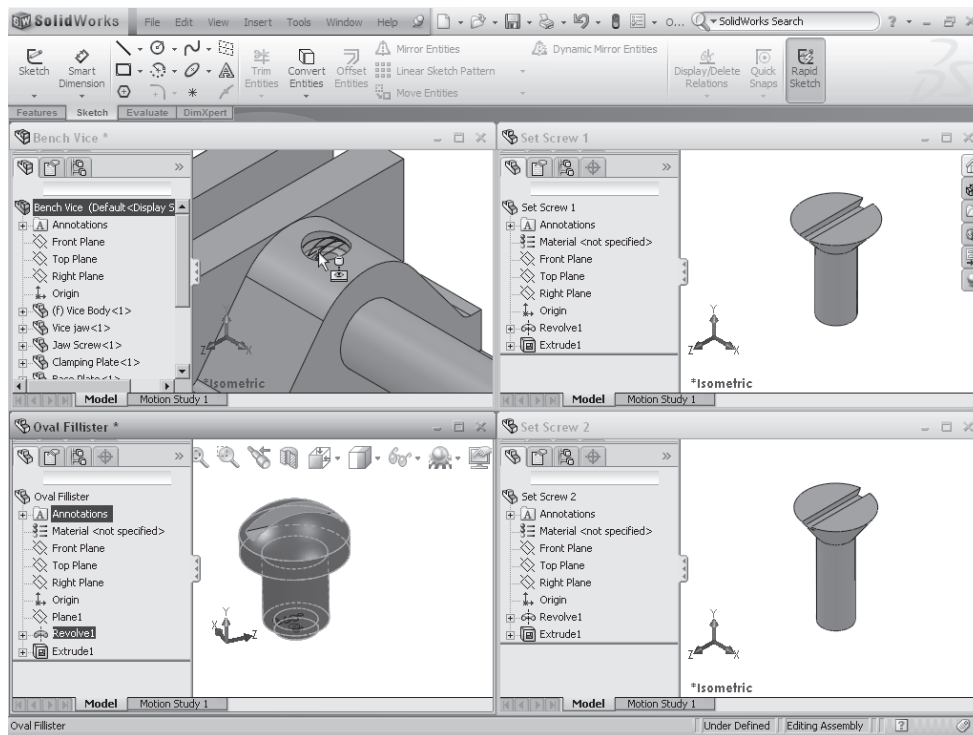 SolidWorks File Edit View Insert Tools Window Help o... SolidWorks Search ?
Sketch Smart Dimension Trim Entities Convert Entities Offset Entities Mirror Entities Linear Sketch Pattern Move Entities Dynamic Mirror Entities Display/Delete Relations Quick Snaps Rapid Sketch
Features Sketch Evaluate DimXpert
Bench Vice *
Bench Vice (Default<Display S
Annotations
Front Plane
Top Plane
Right Plane
Origin
(f) Vice Body<1>
Vice jaw<1>
Jaw Screw<1>
Clamping Plate<1>
Base Plate<1>
Z X
*Isometric
Model Motion Study 1
Set Screw 1
Set Screw 1
Annotations
Material <not specified>
Front Plane
Top Plane
Right Plane
Origin
Revolve1
Extrude1
Y
Z X
*Isometric
Model Motion Study 1
Oval Fillister *
Oval Fillister
Annotations
Material <not specified>
Front Plane
Top Plane
Right Plane
Origin
Plane1
Revolve1
Extrude1
Y
X Z
Model Motion Study 1
Set Screw 2
Set Screw 2
Annotations
Material <not specified>
Front Plane
Top Plane
Right Plane
Origin
Revolve1
Extrude1
Y
Z X
*Isometric
Model Motion Study 1
Oval Fillister Under Defined Editing Assembly ?